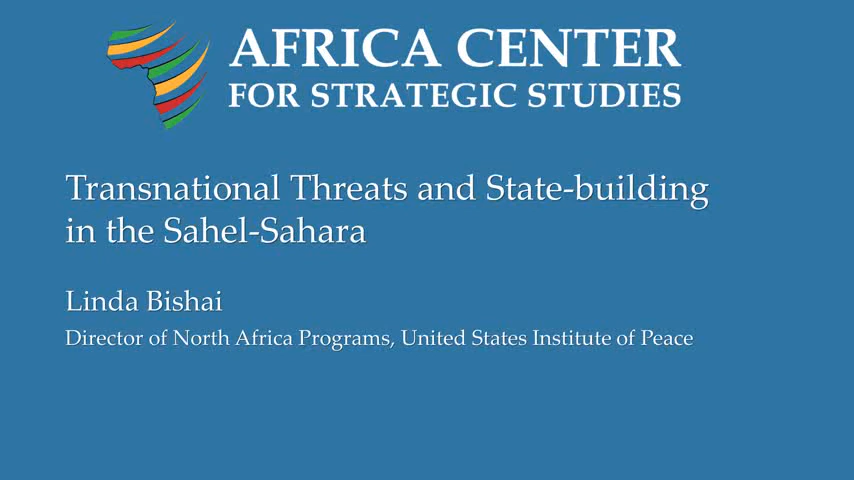 AFRICA CENTER
FOR STRATEGIC STUDIES
Transnational Threats and State-building
in the Sahel-Sahara
Linda Bishai
Director of North Africa Programs, United States Institute of Peace